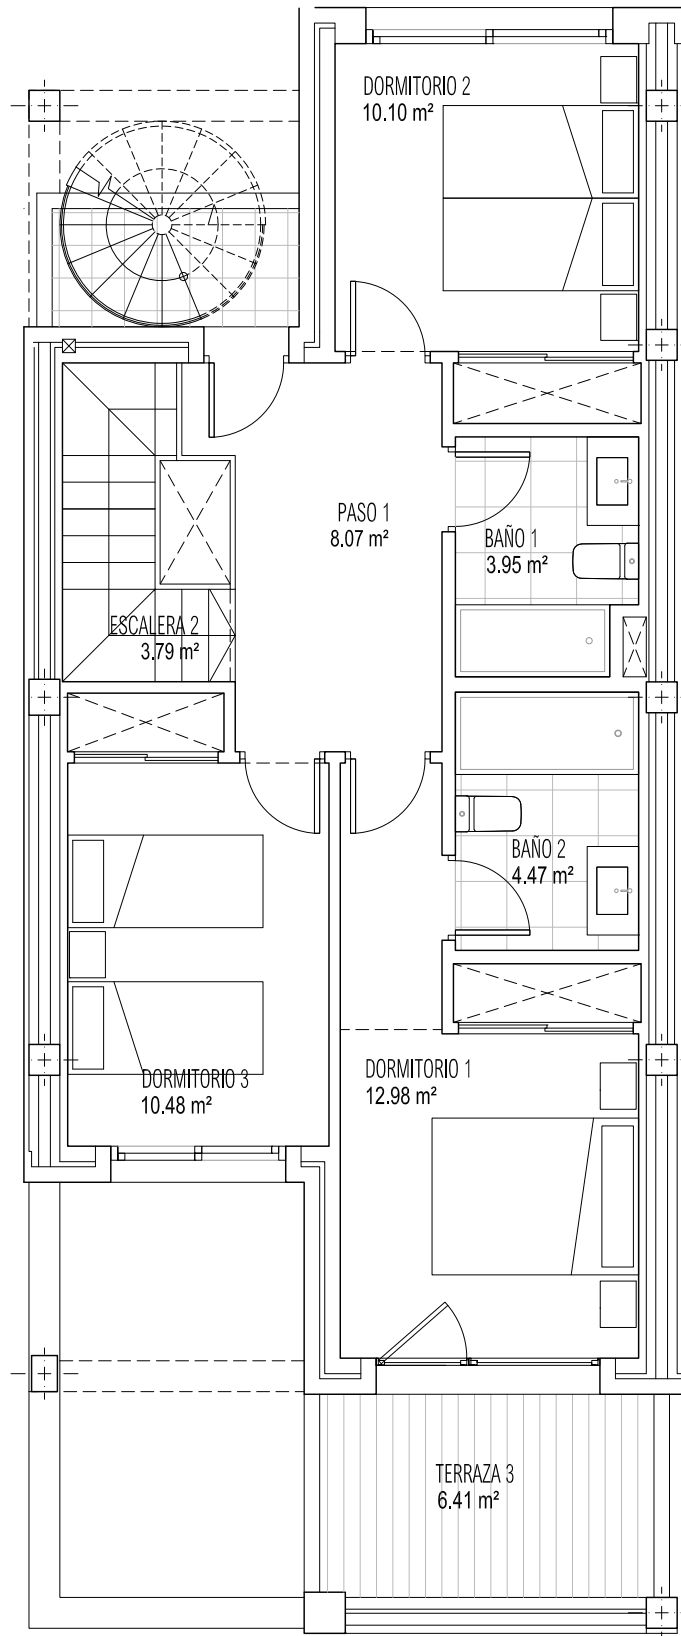 DORMITORIO 2
10.10 m²
PASO 1
8.07 m²
BAÑO 1
3.95 m²
ESCALERA 2
3.79 m²
BAÑO 2
4.47 m²
DORMITORIO 3
10.48 m²
DORMITORIO 1
12.98 m²
TERRAZA 3
6.41 m²